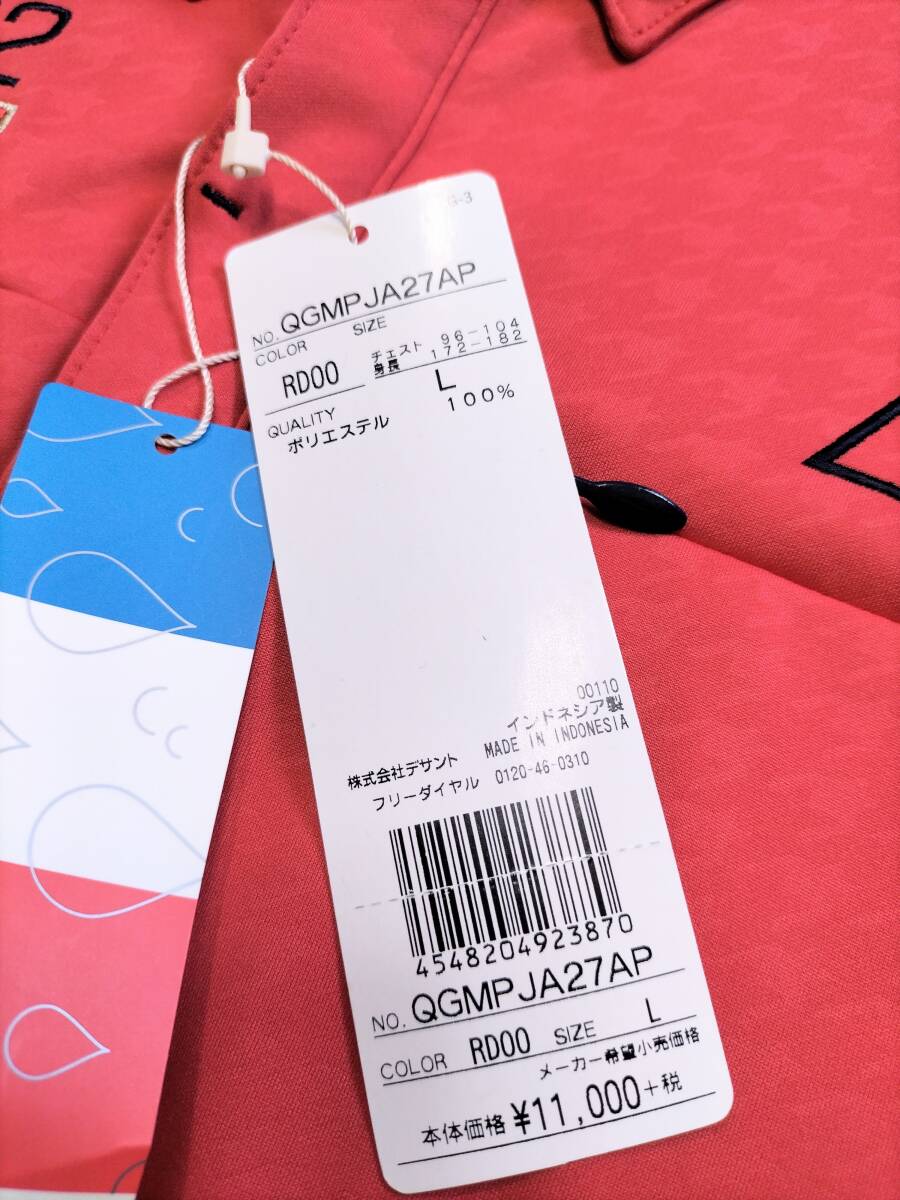 2
G-3
NO. QGMPJA27AP
COLOR SIZE
RD00 チェスト 96-104
身長 172-182
L
QUALITY
ポリエステル 100%
00110
インドネシア製
株式会社デサント MADE IN INDONESIA
フリーダイヤル 0120-46-0310
4548204923870
NO. QGMPJA27AP
COLOR RD00 SIZE L
メーカー希望小売価格
本体価格 ¥11,000+税